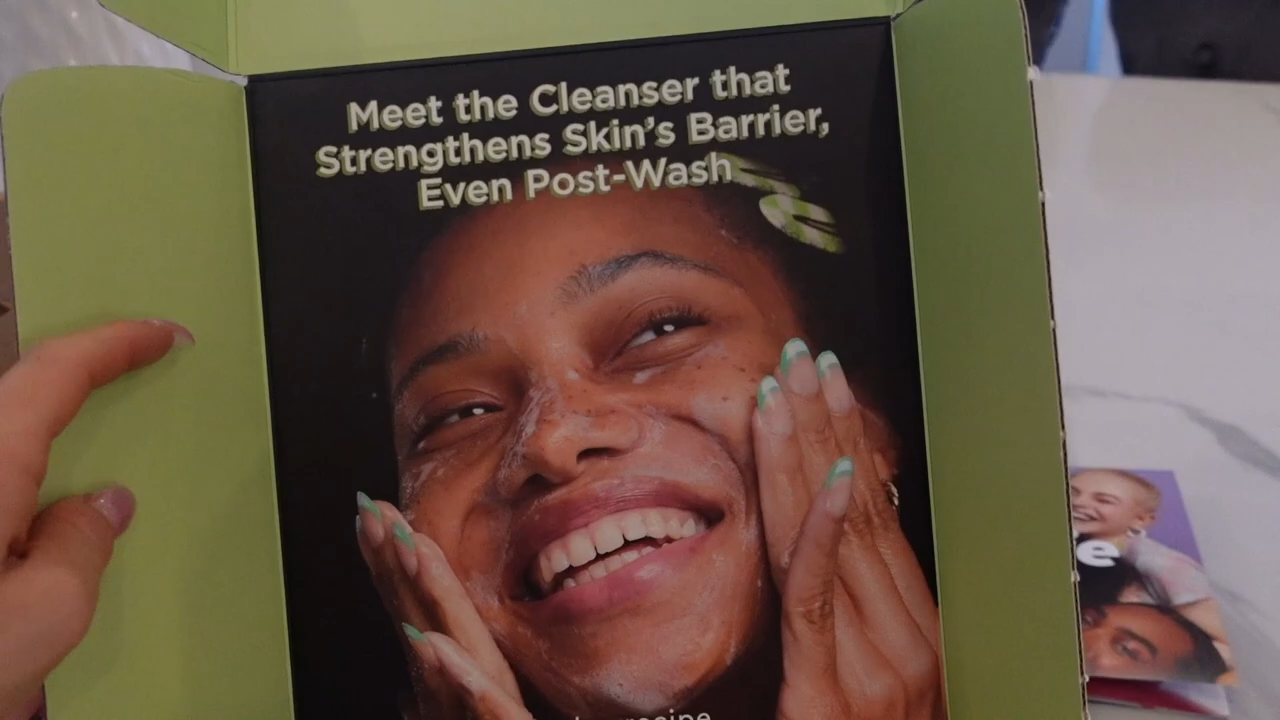 Meet the Cleanser that
Strengthens Skin's Barrier,
Even Post-Wash
e